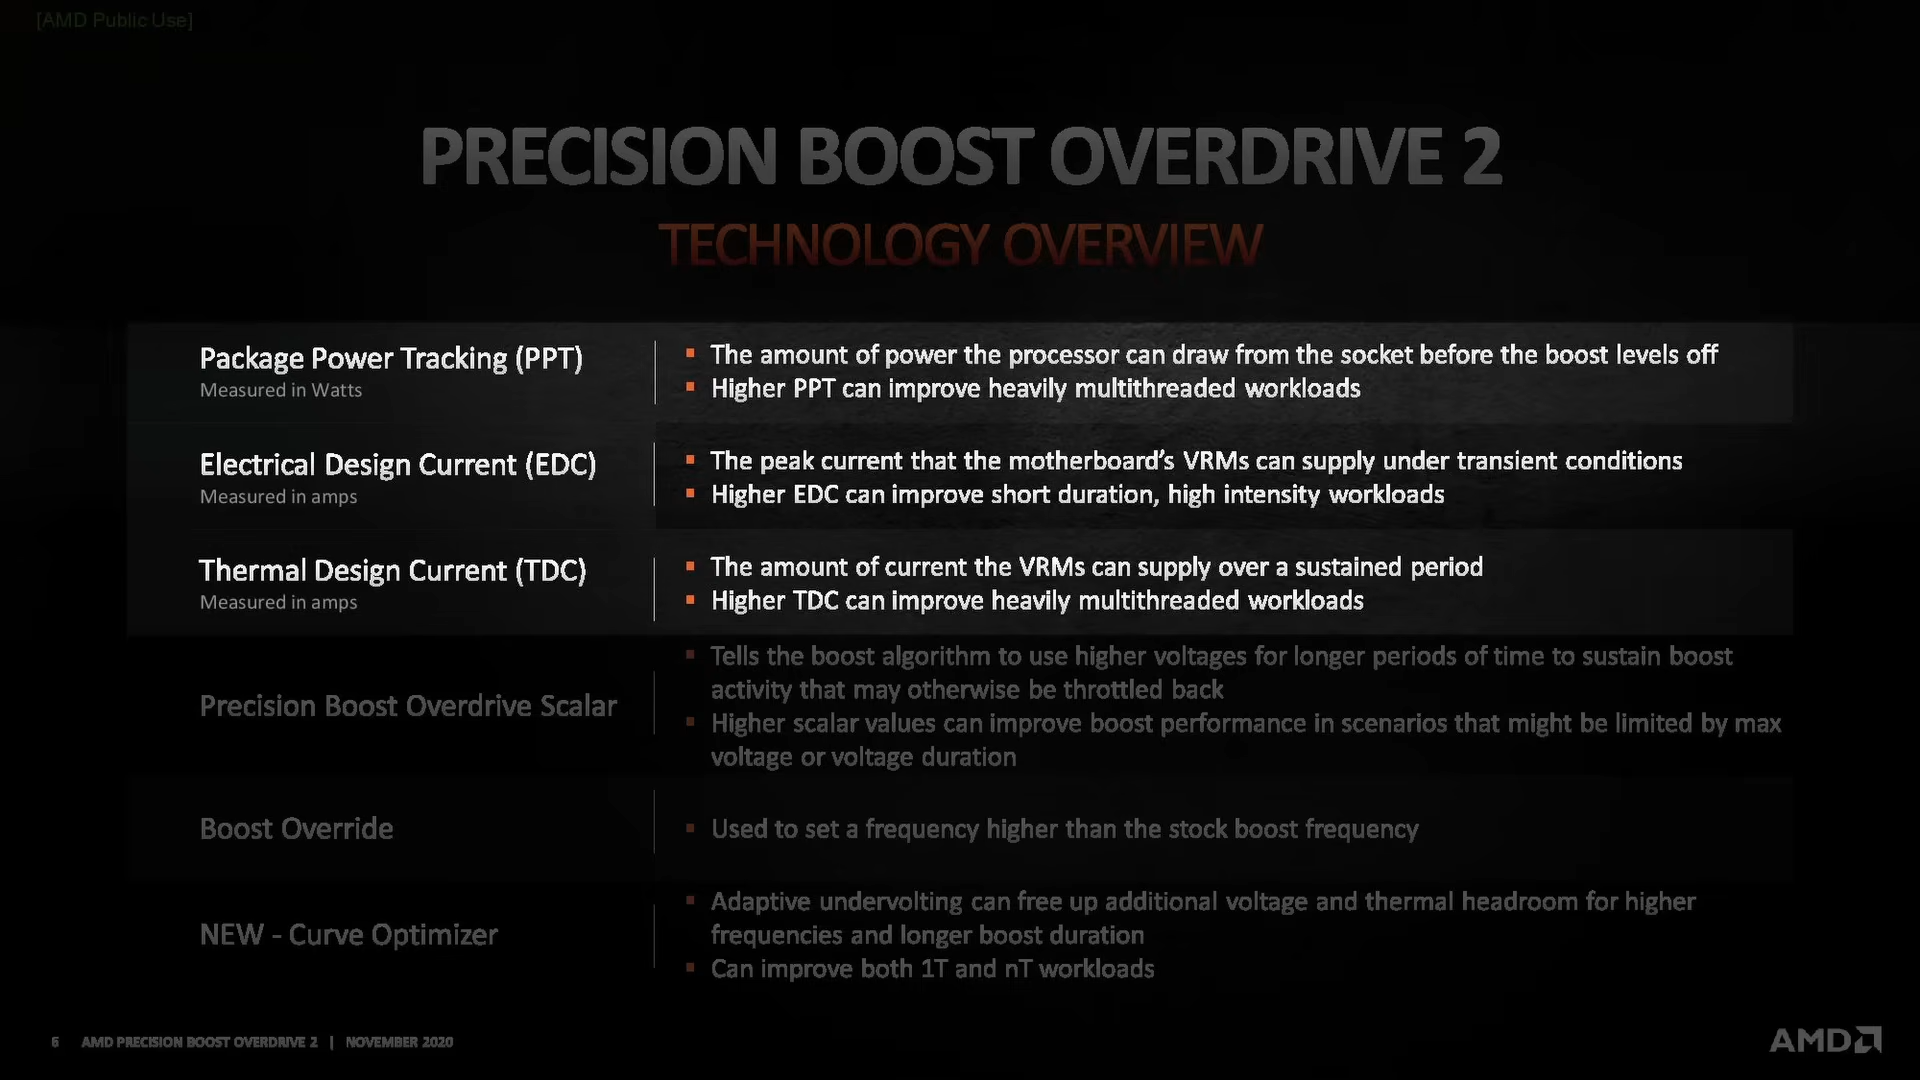 [AMD Public Use]
PRECISION BOOST OVERDRIVE 2
TECHNOLOGY OVERVIEW
Package Power Tracking (PPT)
Measured in Watts
▪ The amount of power the processor can draw from the socket before the boost levels off
▪ Higher PPT can improve heavily multithreaded workloads
Electrical Design Current (EDC)
Measured in amps
▪ The peak current that the motherboard’s VRMs can supply under transient conditions
▪ Higher EDC can improve short duration, high intensity workloads
Thermal Design Current (TDC)
Measured in amps
▪ The amount of current the VRMs can supply over a sustained period
▪ Higher TDC can improve heavily multithreaded workloads
Precision Boost Overdrive Scalar
▪ Tells the boost algorithm to use higher voltages for longer periods of time to sustain boost
activity that may otherwise be throttled back
▪ Higher scalar values can improve boost performance in scenarios that might be limited by max
voltage or voltage duration
Boost Override
▪ Used to set a frequency higher than the stock boost frequency
NEW - Curve Optimizer
▪ Adaptive undervolting can free up additional voltage and thermal headroom for higher
frequencies and longer boost duration
▪ Can improve both 1T and nT workloads
6 AMD PRECISION BOOST OVERDRIVE 2 | NOVEMBER 2020
AMD